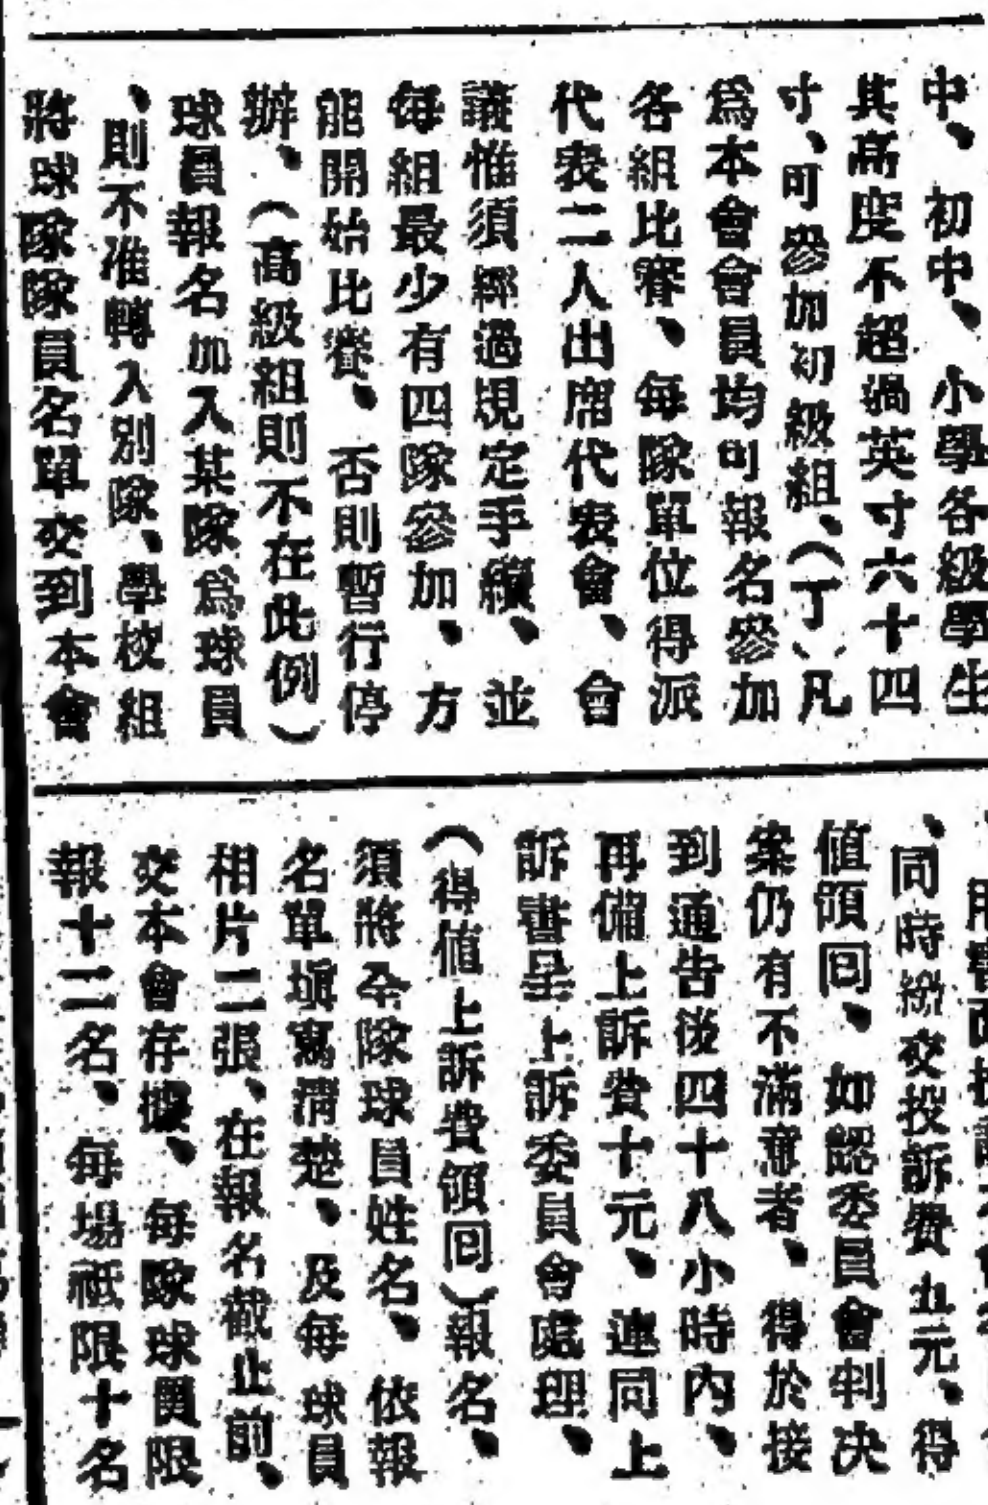 中、初中、小學各級學生
其高度不超過英寸六十四
寸、可參加初級組、（丁）凡
爲本會會員均可報名參加
各組比賽、每隊單位得派
代表二人出席代表會、會
議惟須經過規定手續、並
每組最少有四隊參加、方
能開始比賽、否則暫行停
辦、（高級組則不在此例）
球員報名加入某隊爲球員
、則不准轉入別隊、學校組
將球隊隊員名單交到本會
、同時繳交投訴費五元、得
値領囘、如認委員會判决
案仍有不滿意者、得於接
到通告後四十八小時內、
再備上訴費十元、連同上
訴書呈上訴委員會處理、
（得値上訴費領囘）報名、
須將全隊球員姓名、依報
名單塡寫清楚、及每球員
相片二張、在報名截止前、
交本會存據、每隊球員限
報十二名、每場祇限十名